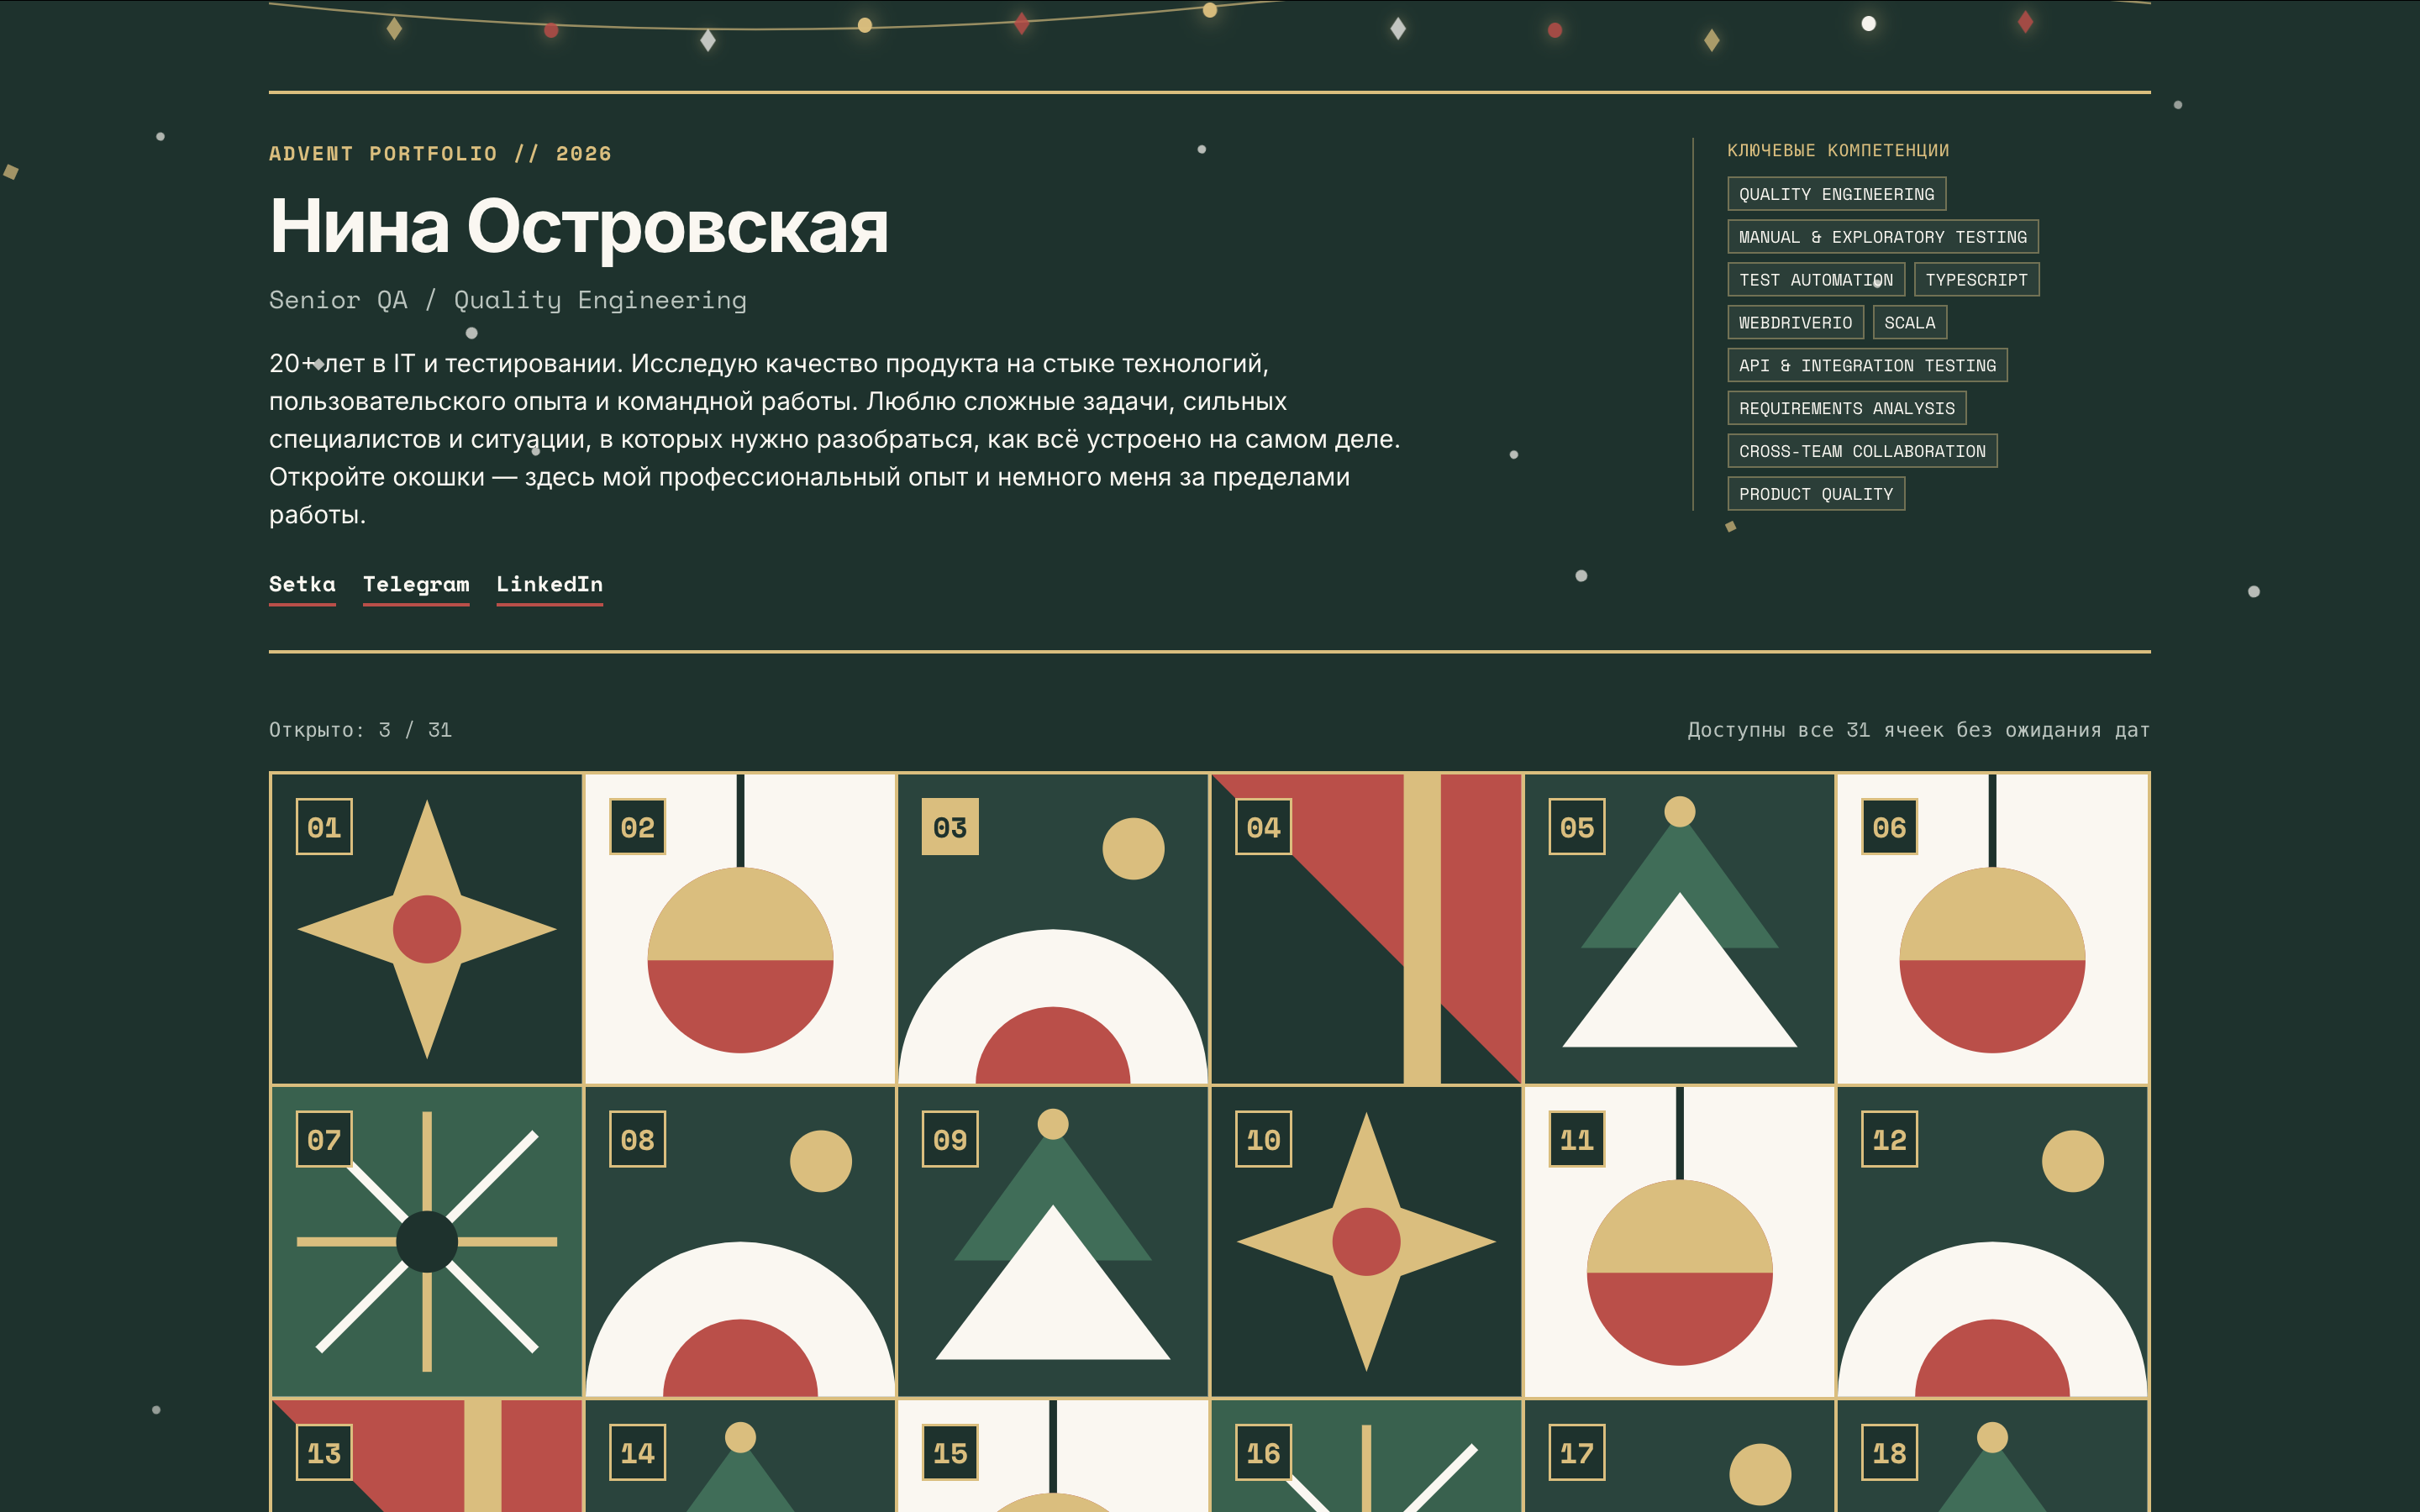 ADVENT PORTFOLIO // 2026
Нина Островская
Senior QA / Quality Engineering
20+ лет в IT и тестировании. Исследую качество продукта на стыке технологий,
пользовательского опыта и командной работы. Люблю сложные задачи, сильных
специалистов и ситуации, в которых нужно разобраться, как всё устроено на самом деле.
Откройте окошки — здесь мой профессиональный опыт и немного меня за пределами
работы.
Setka Telegram LinkedIn
КЛЮЧЕВЫЕ КОМПЕТЕНЦИИ
QUALITY ENGINEERING
MANUAL & EXPLORATORY TESTING
TEST AUTOMATION TYPESCRIPT
WEBDRIVERIO SCALA
API & INTEGRATION TESTING
REQUIREMENTS ANALYSIS
CROSS-TEAM COLLABORATION
PRODUCT QUALITY
Открыто: 3 / 31
Доступны все 31 ячеек без ожидания дат
01 02 03 04 05 06
07 08 09 10 11 12
13 14 15 16 17 18